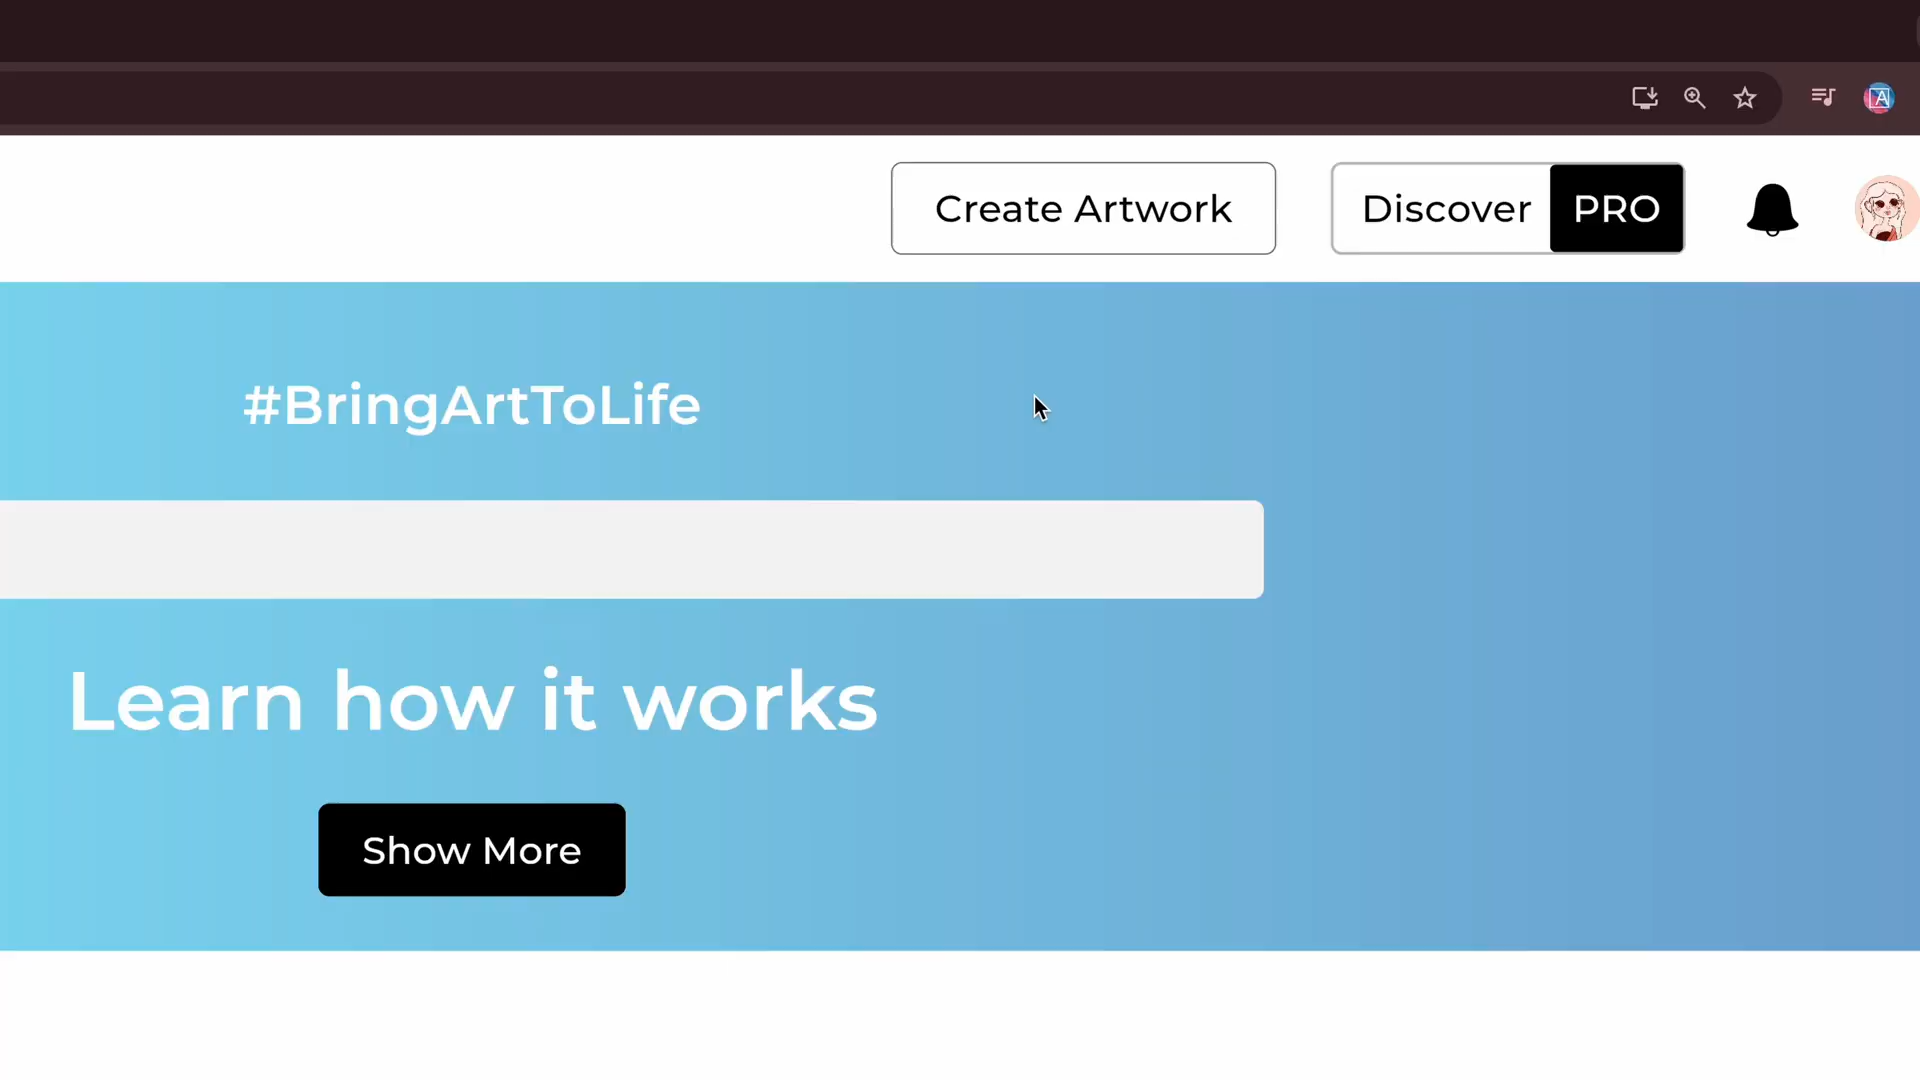 Create Artwork
Discover PRO
#BringArtToLife
Learn how it works
Show More